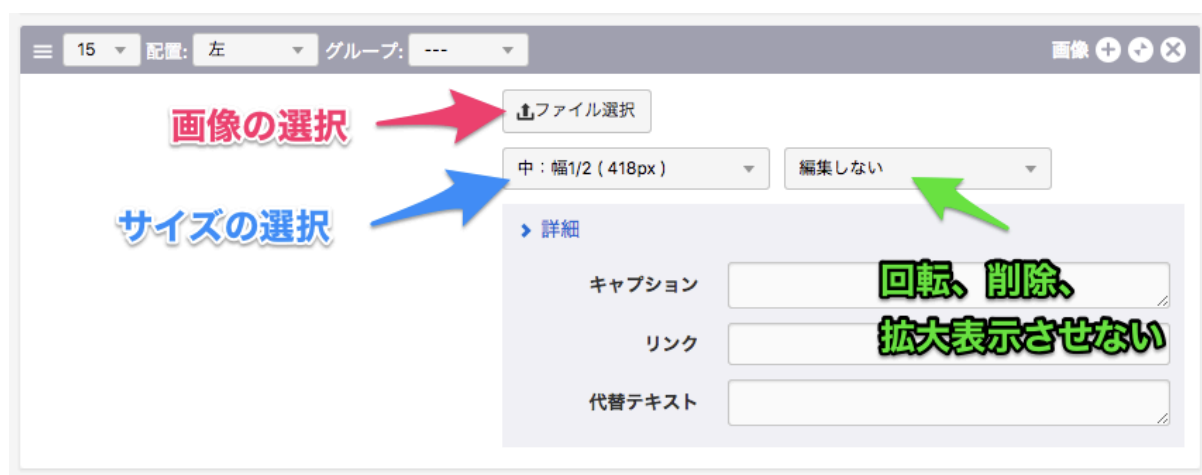 15 配置: 左 グループ: --- 画像
画像の選択 ファイル選択
中：幅1/2 ( 418px ) 編集しない
サイズの選択
詳細
キャプション
回転、削除、
リンク
拡大表示させない
代替テキスト